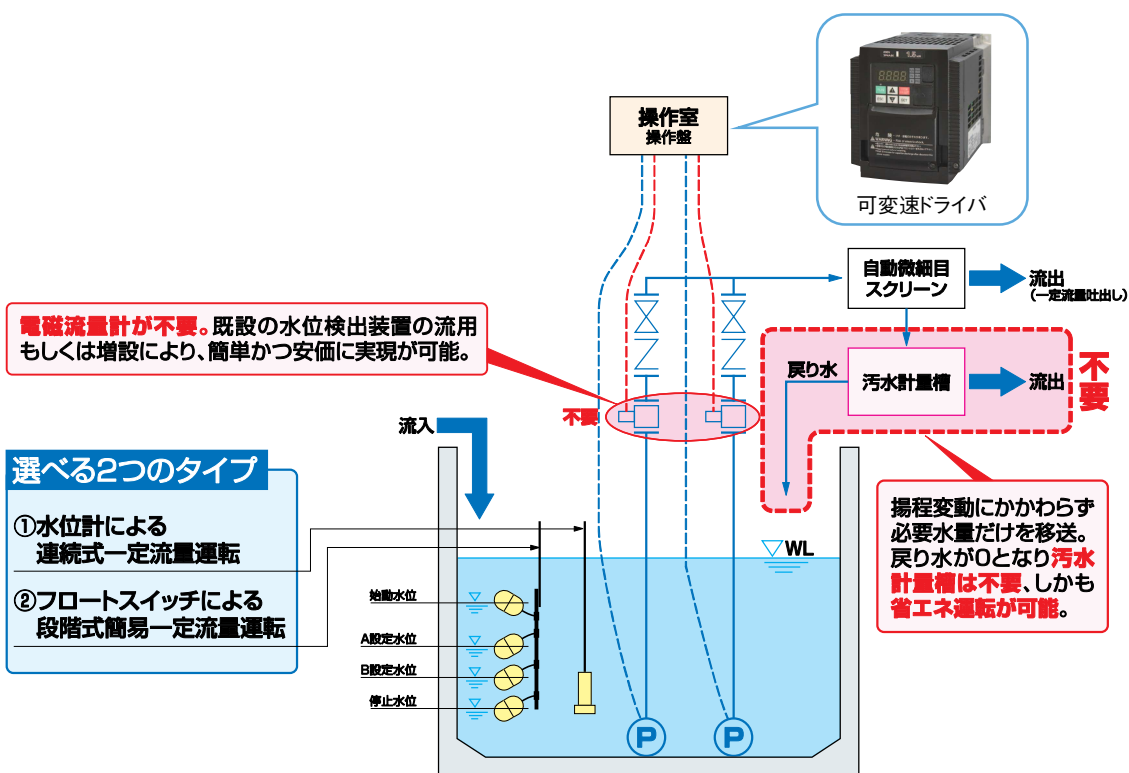 操作室
操作盤
可変速ドライバ
自動微細目
スクリーン
流出
(一定流量吐出し)
電磁流量計が不要。既設の水位検出装置の流用
もしくは増設により、簡単かつ安価に実現が可能。
戻り水
汚水計量槽
流出
不要
不要
流入
選べる2つのタイプ
①水位計による
連続式一定流量運転
②フロートスイッチによる
段階式簡易一定流量運転
揚程変動にかかわらず
必要水量だけを移送。
戻り水が0となり汚水
計量槽は不要、しかも
省エネ運転が可能。
WL
始動水位
A設定水位
B設定水位
停止水位
P
P